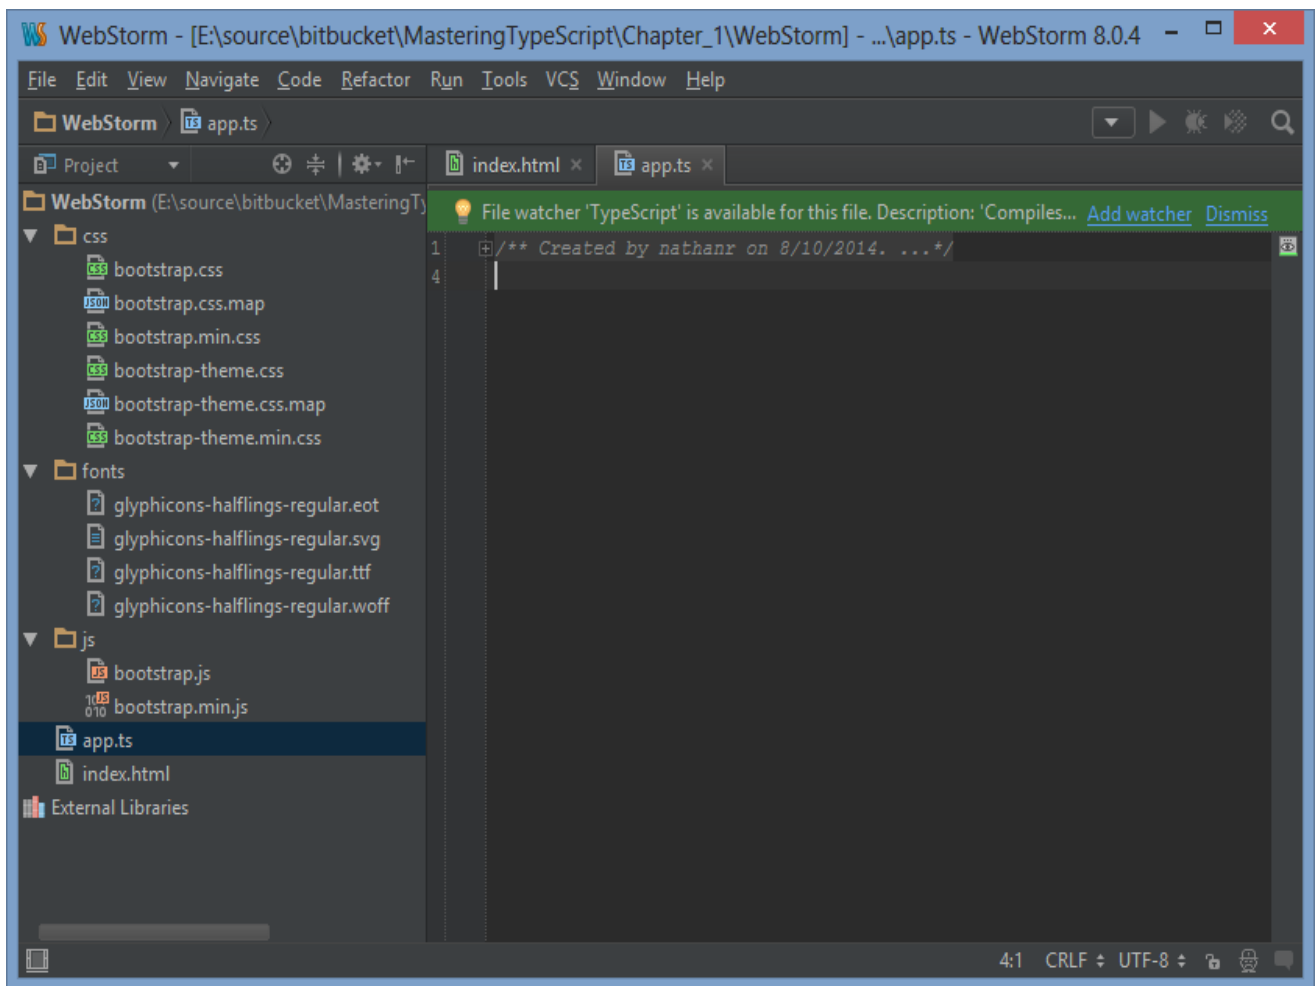 WebStorm - [E:\source\bitbucket\MasteringTypeScript\Chapter_1\WebStorm] - ...\app.ts - WebStorm 8.0.4
File Edit View Navigate Code Refactor Run Tools VCS Window Help
WebStorm app.ts
Project
index.html app.ts
WebStorm (E:\source\bitbucket\MasteringTy
File watcher 'TypeScript' is available for this file. Description: 'Compiles... Add watcher Dismiss
css
1 /** Created by nathanr on 8/10/2014. ...*/
4
bootstrap.css
bootstrap.css.map
bootstrap.min.css
bootstrap-theme.css
bootstrap-theme.css.map
bootstrap-theme.min.css
fonts
glyphicons-halflings-regular.eot
glyphicons-halflings-regular.svg
glyphicons-halflings-regular.ttf
glyphicons-halflings-regular.woff
js
bootstrap.js
bootstrap.min.js
app.ts
index.html
External Libraries
4:1 CRLF UTF-8